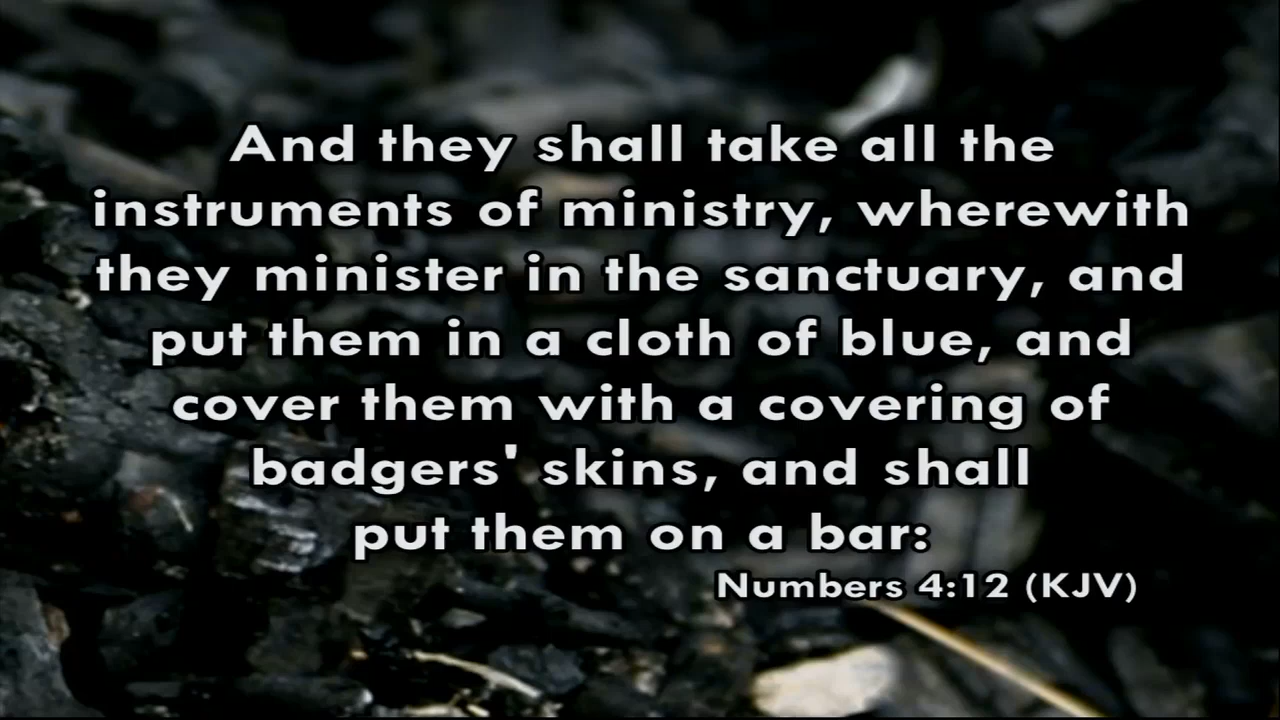 And they shall take all the
instruments of ministry, wherewith
they minister in the sanctuary, and
put them in a cloth of blue, and
cover them with a covering of
badgers' skins, and shall
put them on a bar:
Numbers 4:12 (KJV)